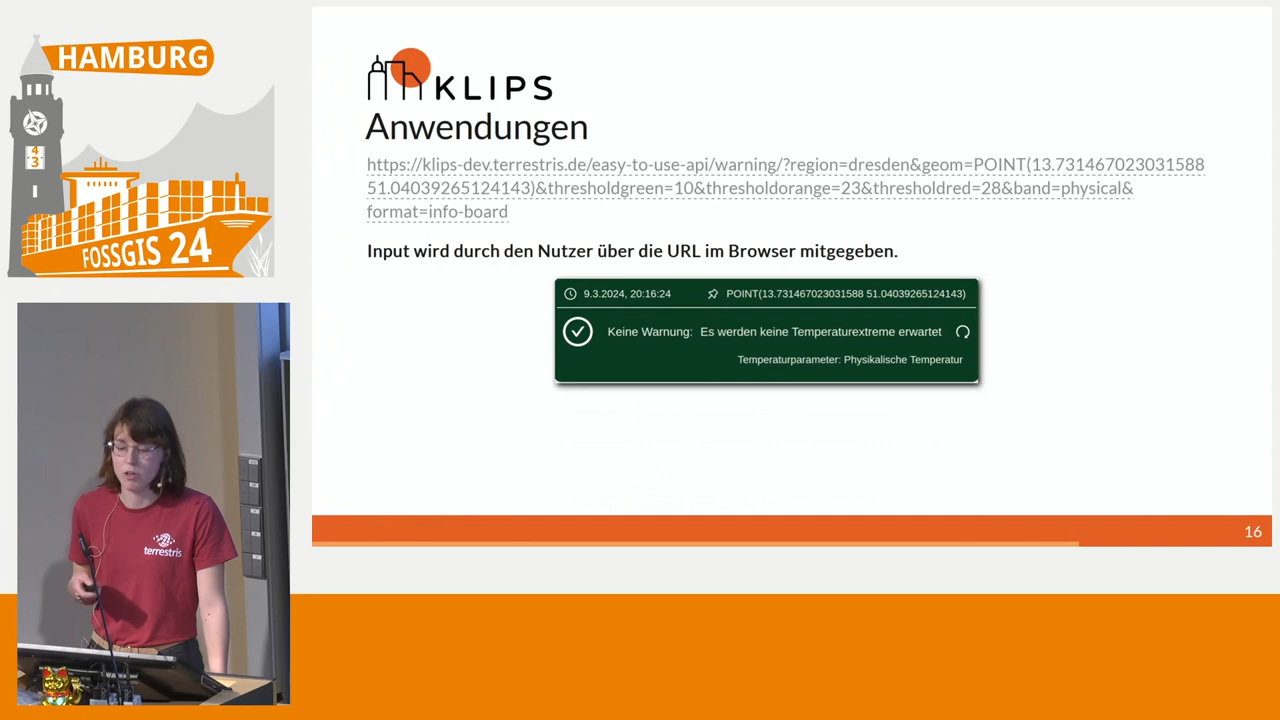 HAMBURG
4
3
FOSSGIS 24
KLIPS
Anwendungen
https://klips-dev.terrestris.de/easy-to-use-api/warning/?region=dresden&geom=POINT(13.731467023031588
51.04039265124143)&thresholdgreen=10&thresholdorange=23&thresholdred=28&band=physical&
format=info-board
Input wird durch den Nutzer über die URL im Browser mitgegeben.
9.3.2024, 20:16:24 POINT(13.731467023031588 51.04039265124143)
Keine Warnung: Es werden keine Temperaturextreme erwartet
Temperaturparameter: Physikalische Temperatur
16
terrestris